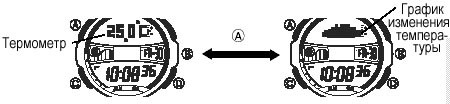 Термометр
25,0°C
10:08 36
A
B
C
D
A
График
изменения
темпера-
туры
10:08 36
A
B
C
D